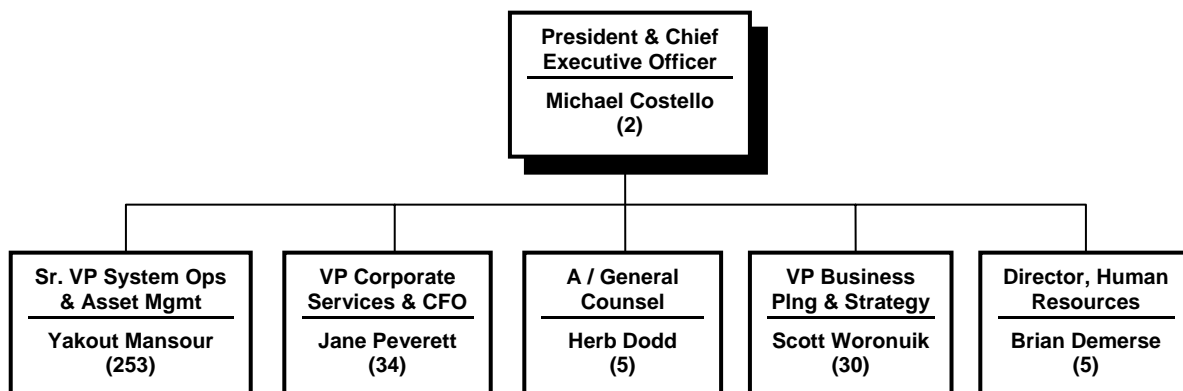 President & Chief
Executive Officer
Michael Costello
(2)
Sr. VP System Ops
& Asset Mgmt
Yakout Mansour
(253)
VP Corporate
Services & CFO
Jane Peverett
(34)
A / General
Counsel
Herb Dodd
(5)
VP Business
Plng & Strategy
Scott Woronuik
(30)
Director, Human
Resources
Brian Demerse
(5)